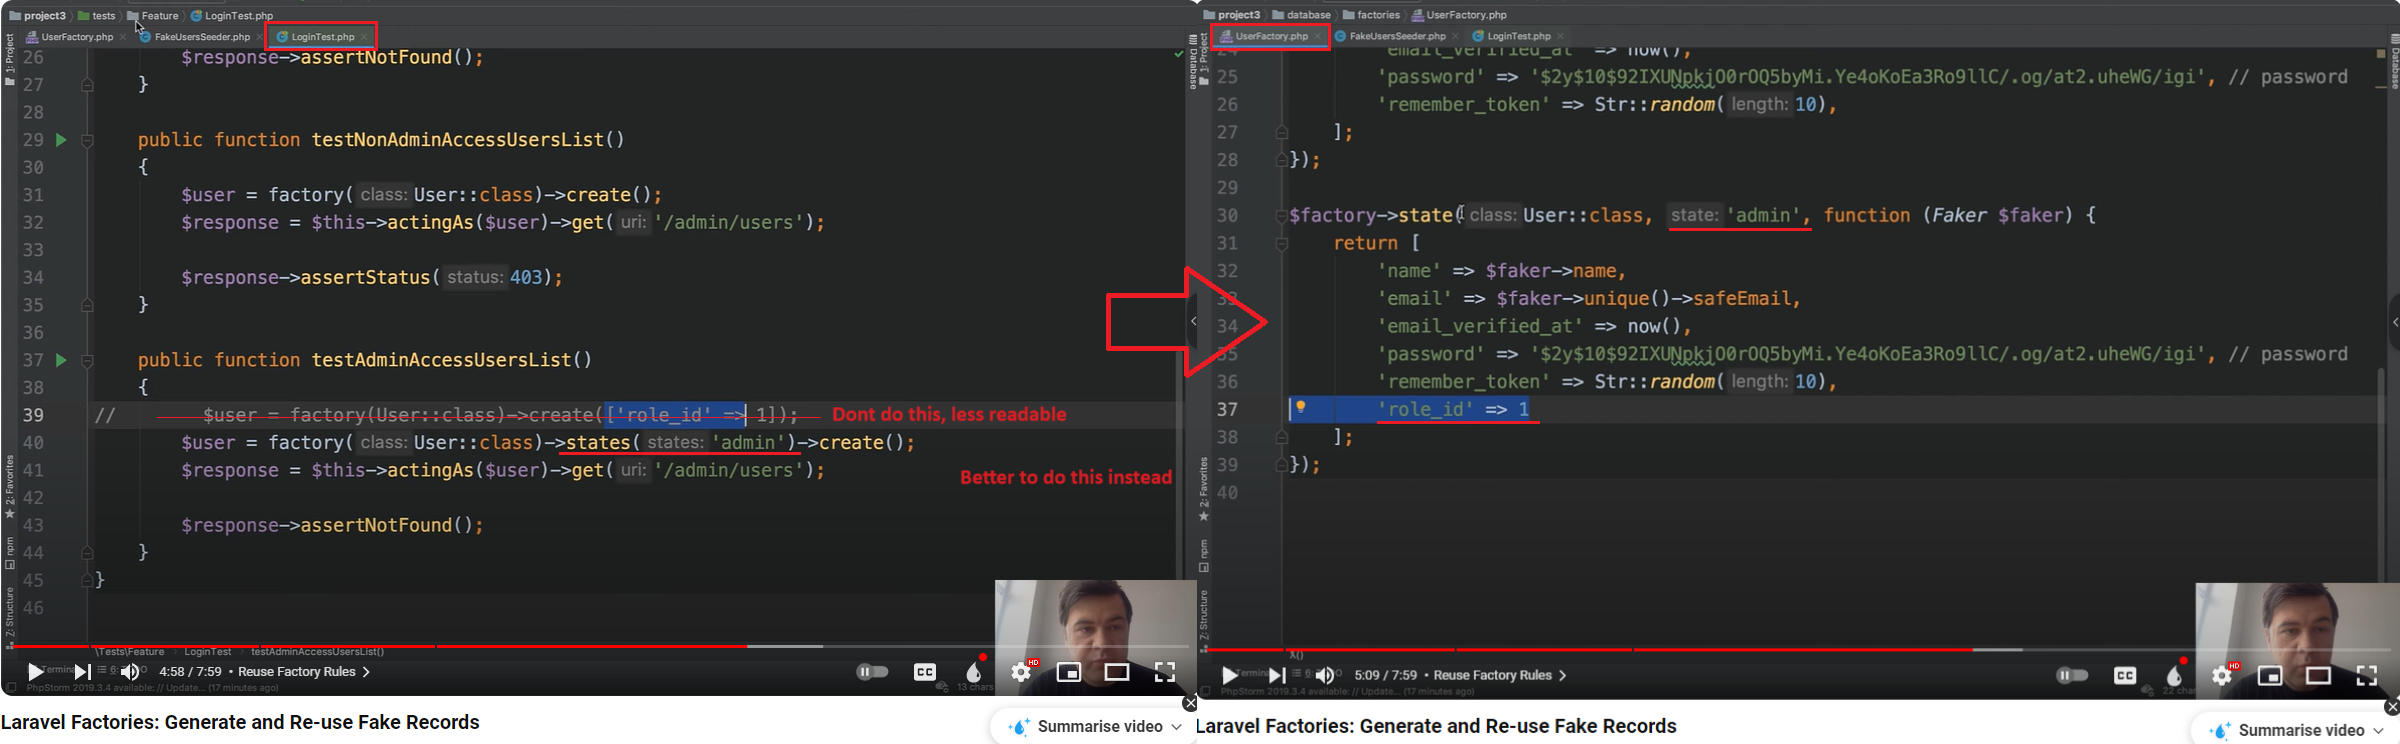 project3 > tests > Feature > LoginTest.php
UserFactory.php × FakeUsersSeeder.php × LoginTest.php ×
1: Project
26 $response->assertNotFound();
27 }
28
29 public function testNonAdminAccessUsersList()
30 {
31 $user = factory( class: User::class)->create();
32 $response = $this->actingAs($user)->get( uri: '/admin/users');
33
34 $response->assertStatus( status: 403);
35 }
36
37 public function testAdminAccessUsersList()
38 {
39 // $user = factory(User::class)->create(['role_id' => 1]); Dont do this, less readable
40 $user = factory( class: User::class)->states( states: 'admin')->create();
41 $response = $this->actingAs($user)->get( uri: '/admin/users');
Better to do this instead
42
43 $response->assertNotFound();
44 }
45 }
46
2: Favorites
npm
Z: Structure
Database
\Tests\Feature > LoginTest > testAdminAccessUsersList()
4:58 / 7:59 • Reuse Factory Rules >
CC
HD
Terminal
PhpStorm 2019.3.4 available: // Update... (17 minutes ago)
13 chars
Laravel Factories: Generate and Re-use Fake Records
Summarise video
project3 > database > factories > UserFactory.php
UserFactory.php × FakeUsersSeeder.php × LoginTest.php ×
1: Project
24 'email_verified_at' => now(),
25 'password' => '$2y$10$92IXUNpkjO0rOQ5byMi.Ye4oKoEa3Ro9llC/.og/at2.uheWG/igi', // password
26 'remember_token' => Str::random( length: 10),
27 ];
28 });
29
30 $factory->state( class: User::class, state: 'admin', function (Faker $faker) {
31 return [
32 'name' => $faker->name,
33 'email' => $faker->unique()->safeEmail,
34 'email_verified_at' => now(),
35 'password' => '$2y$10$92IXUNpkjO0rOQ5byMi.Ye4oKoEa3Ro9llC/.og/at2.uheWG/igi', // password
36 'remember_token' => Str::random( length: 10),
37 'role_id' => 1
38 ];
39 });
40
2: Favorites
npm
Z: Structure
Database
λ()
5:09 / 7:59 • Reuse Factory Rules >
CC
HD
Terminal
PhpStorm 2019.3.4 available: // Update... (17 minutes ago)
22 char
Laravel Factories: Generate and Re-use Fake Records
Summarise video